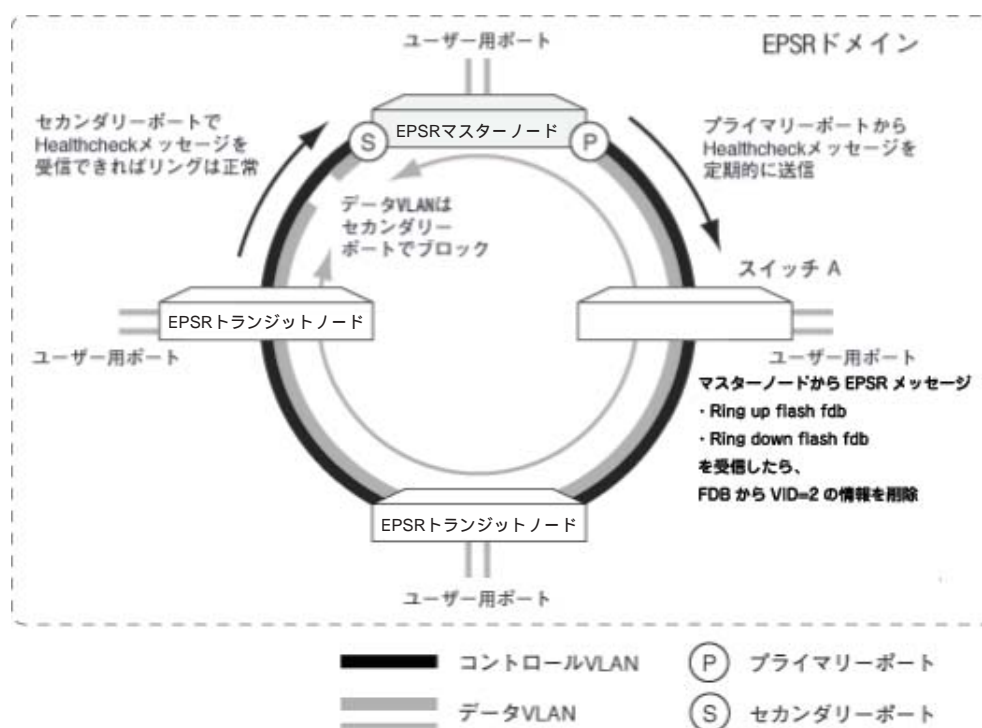 ユーザー用ポート
EPSRドメイン
セカンダリーポートで
Healthcheckメッセージを
受信できればリングは正常
EPSRマスターノード
S
P
プライマリーポートから
Healthcheckメッセージを
定期的に送信
データVLANは
セカンダリー
ポートでブロック
スイッチ A
EPSRトランジットノード
ユーザー用ポート
ユーザー用ポート
マスターノードから EPSR メッセージ
・Ring up flash fdb
・Ring down flash fdb
を受信したら、
FDB から VID=2 の情報を削除
EPSRトランジットノード
ユーザー用ポート
コントロールVLAN
P プライマリーポート
データVLAN
S セカンダリーポート